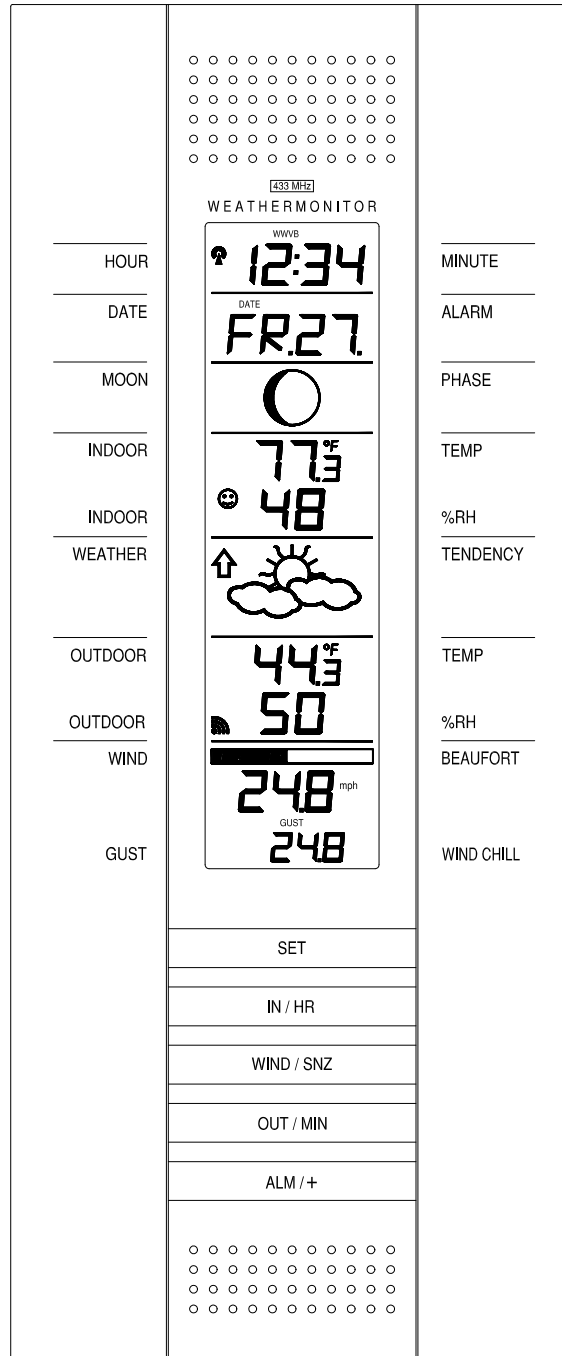 433 MHz
WEATHERMONITOR
WWVB
HOUR 12:34 MINUTE
DATE
DATE FR.27. ALARM
MOON PHASE
INDOOR 77.3 °F TEMP
INDOOR 48 %RH
WEATHER TENDENCY
OUTDOOR 44.3 °F TEMP
OUTDOOR 50 %RH
WIND BEAUFORT
24.8 mph
GUST
GUST 24.8 WIND CHILL
SET
IN / HR
WIND / SNZ
OUT / MIN
ALM / +